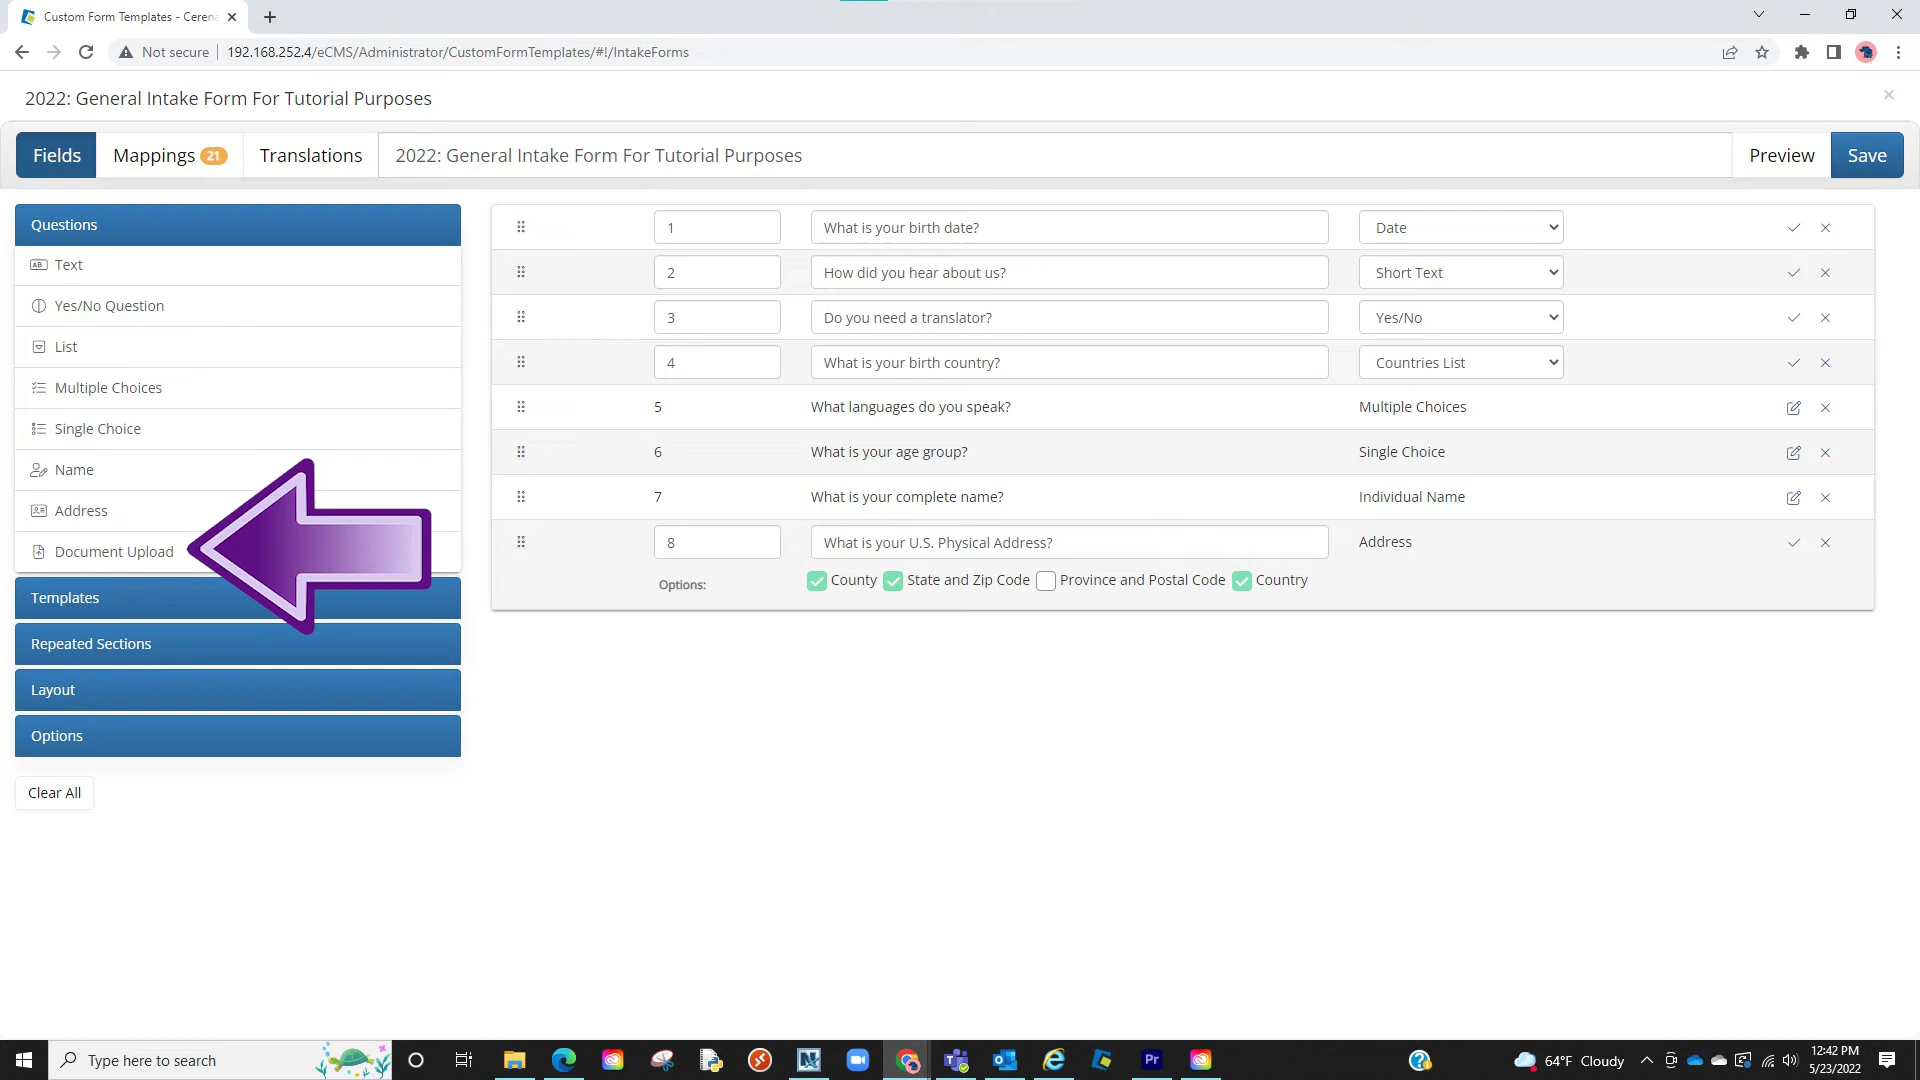 Custom Form Templates - Cerena
Not secure
192.168.252.4/eCMS/Administrator/CustomFormTemplates/#!/IntakeForms
2022: General Intake Form For Tutorial Purposes
Fields
Mappings 21
Translations
2022: General Intake Form For Tutorial Purposes
Preview
Save
Questions
Text
Yes/No Question
List
Multiple Choices
Single Choice
Name
Address
Document Upload
Templates
Repeated Sections
Layout
Options
Clear All
1 What is your birth date? Date
2 How did you hear about us? Short Text
3 Do you need a translator? Yes/No
4 What is your birth country? Countries List
5 What languages do you speak? Multiple Choices
6 What is your age group? Single Choice
7 What is your complete name? Individual Name
8 What is your U.S. Physical Address? Address
Options: County State and Zip Code Province and Postal Code Country
Type here to search
Pr
64°F Cloudy
12:42 PM
5/23/2022